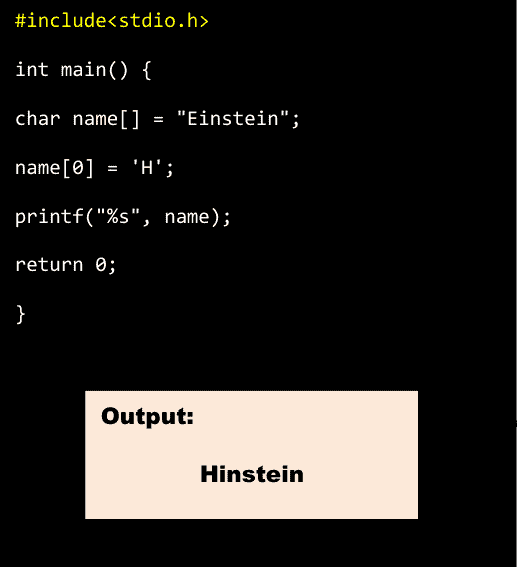 #include<stdio.h>
int main() {
char name[] = "Einstein";
name[0] = 'H';
printf("%s", name);
return 0;
}
Output:
Hinstein